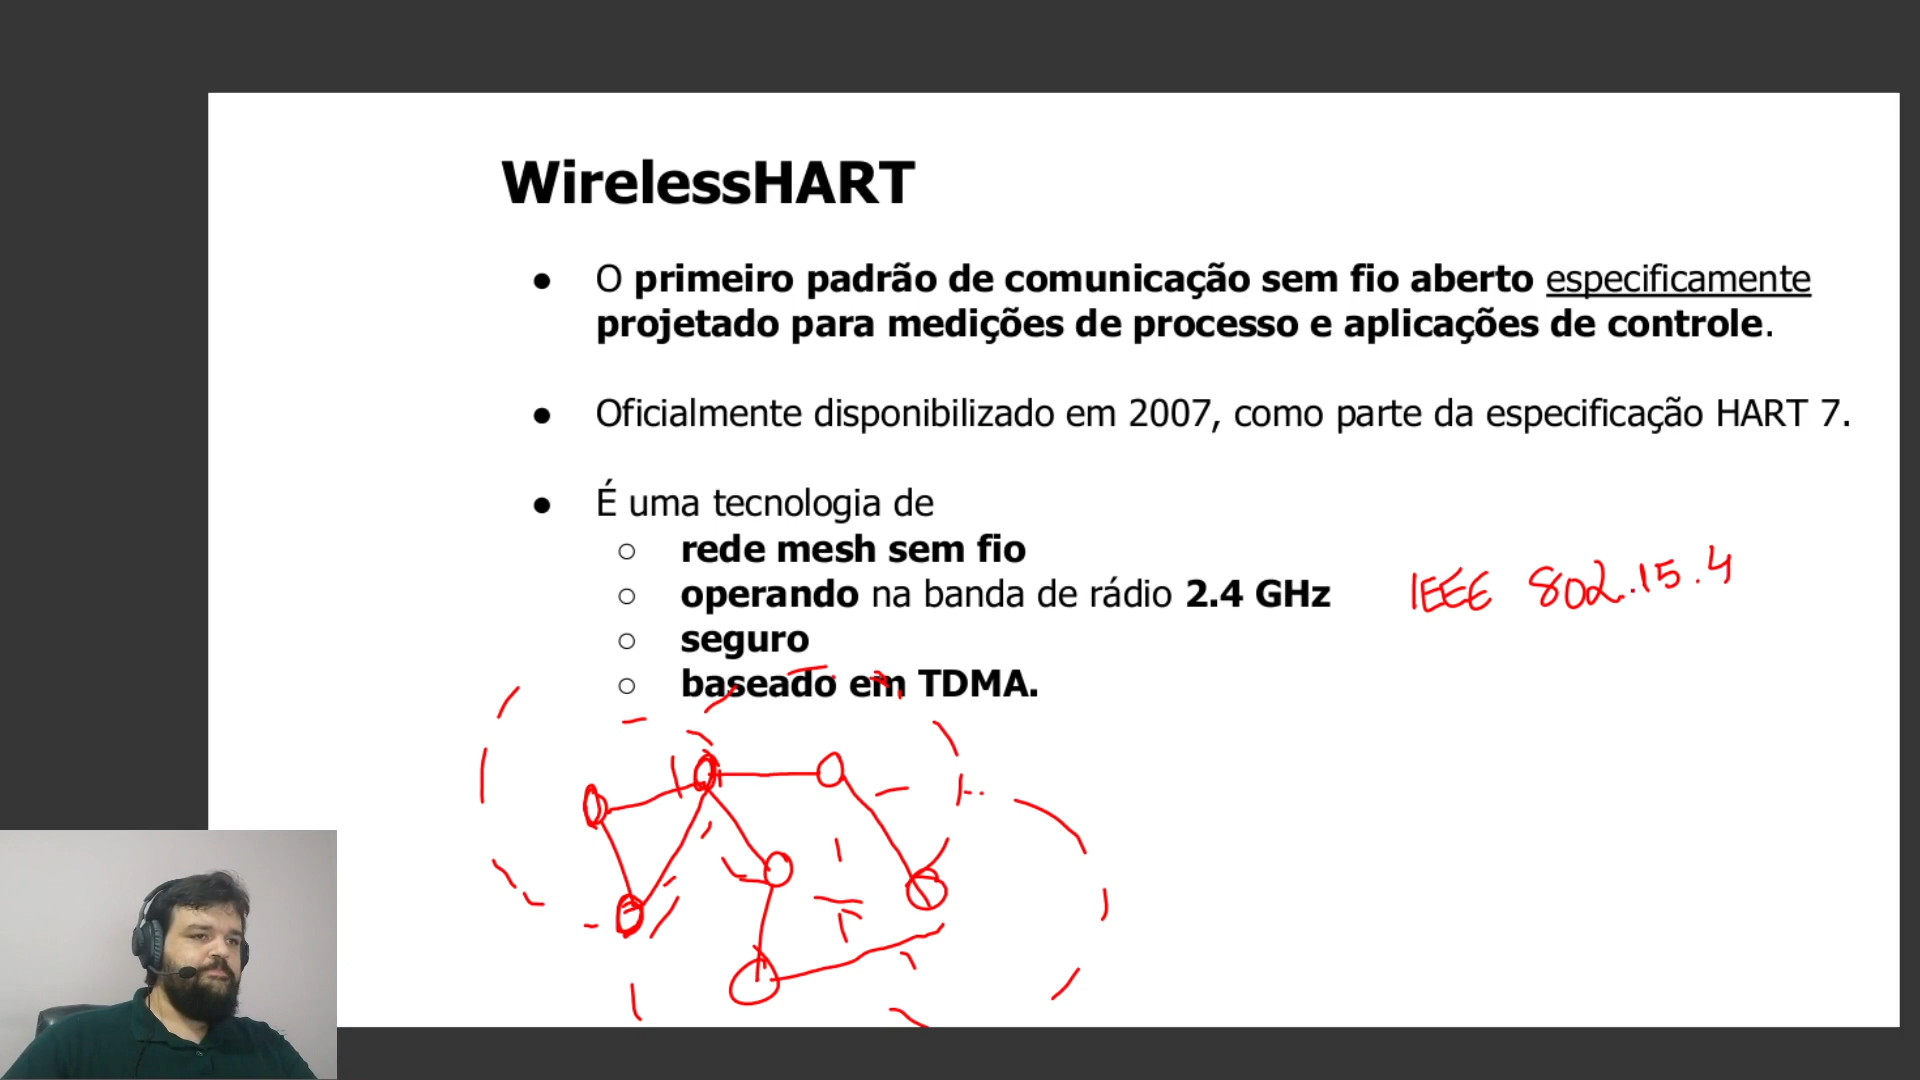 WirelessHART
● O primeiro padrão de comunicação sem fio aberto especificamente
projetado para medições de processo e aplicações de controle.
● Oficialmente disponibilizado em 2007, como parte da especificação HART 7.
● É uma tecnologia de
○ rede mesh sem fio
○ operando na banda de rádio 2.4 GHz
IEEE 802.15.4
○ seguro
○ baseado em TDMA.